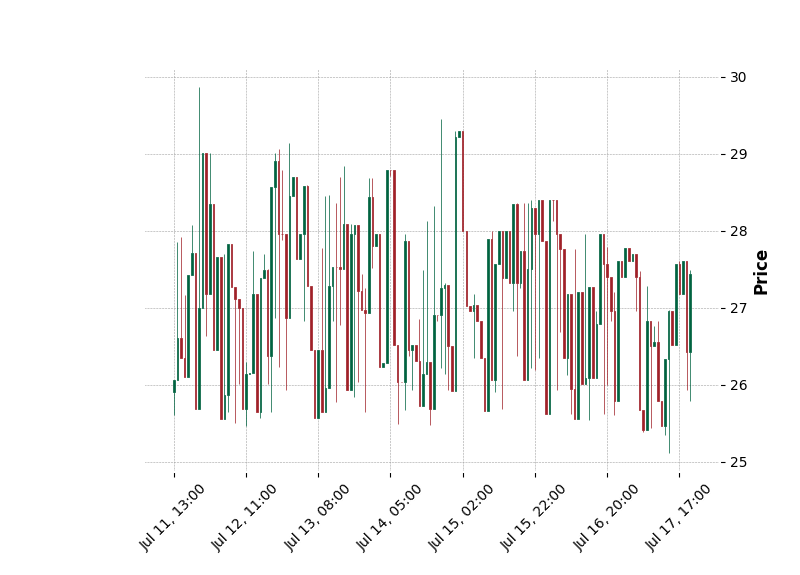 30
29
28
27
26
25
Price
Jul 11, 13:00
Jul 12, 11:00
Jul 13, 08:00
Jul 14, 05:00
Jul 15, 02:00
Jul 15, 22:00
Jul 16, 20:00
Jul 17, 17:00